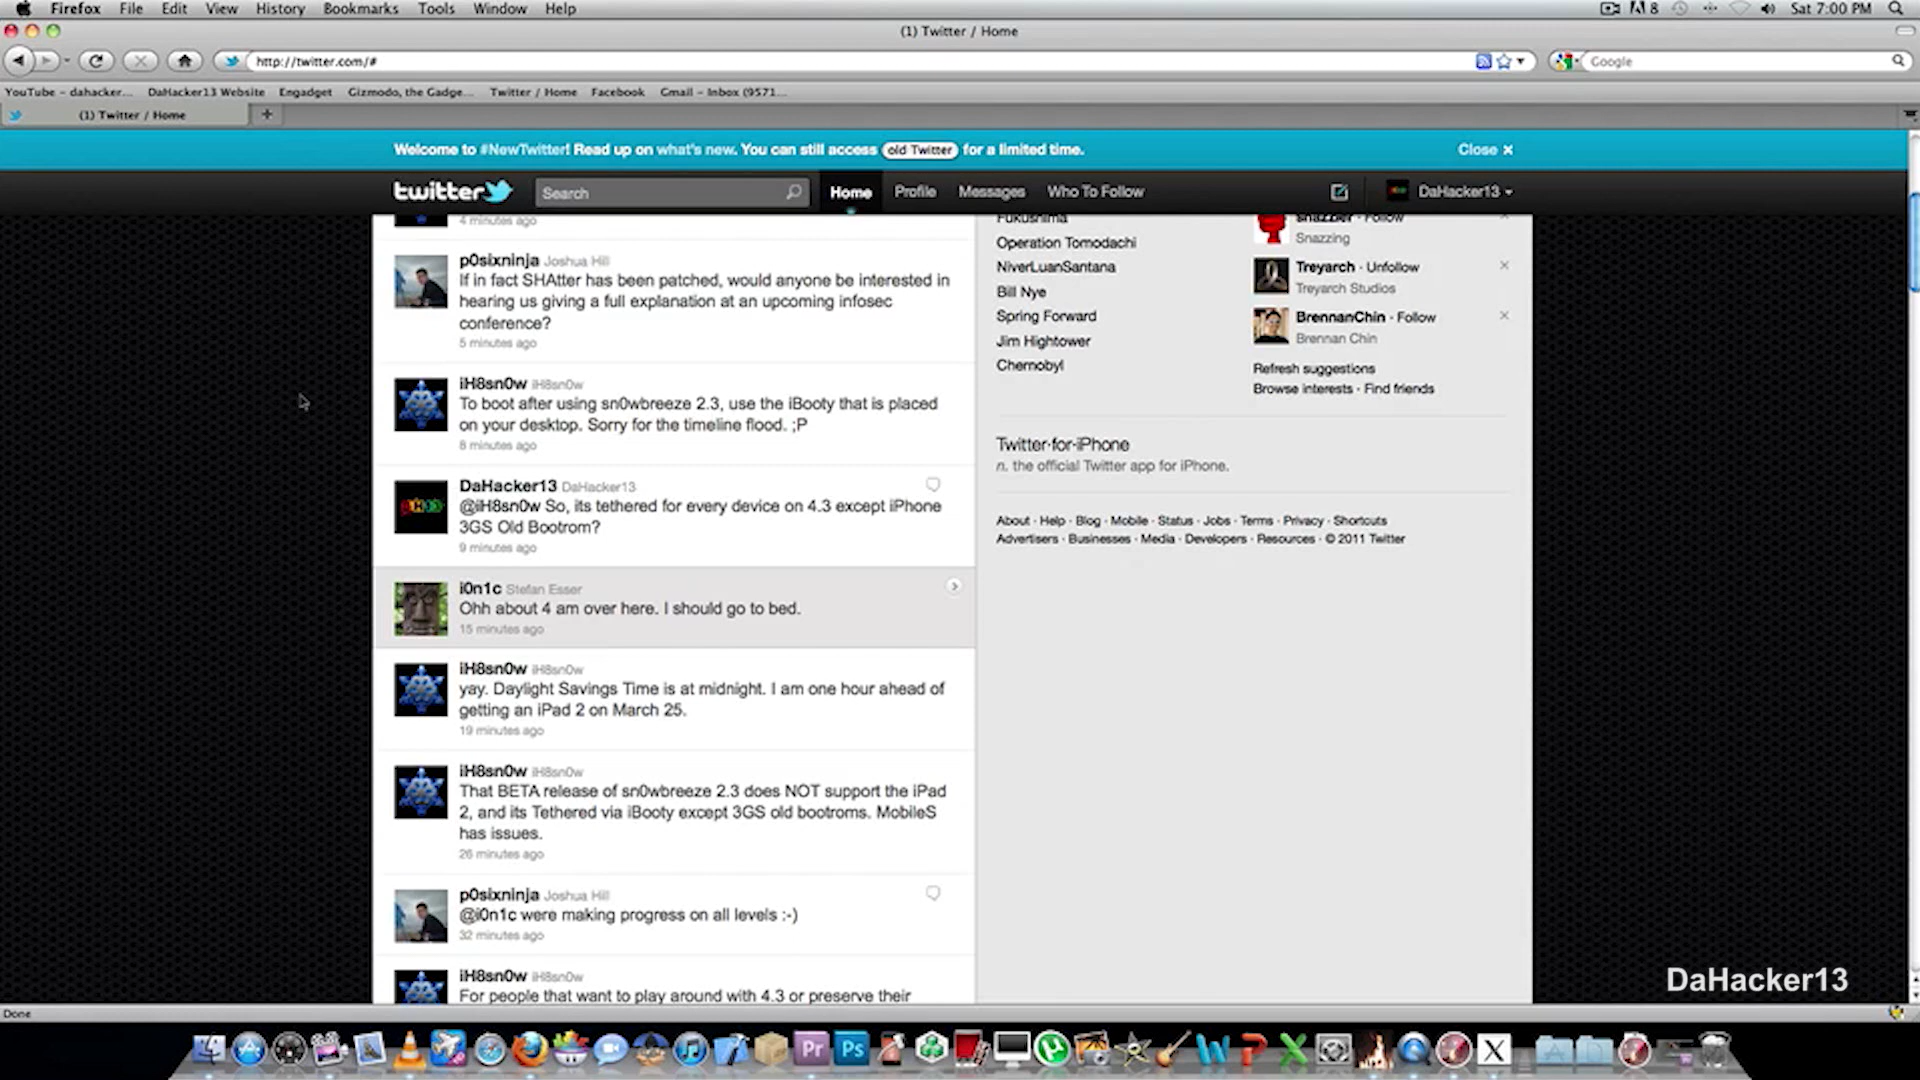 Firefox File Edit View History Bookmarks Tools Window Help
8 Sat 7:00 PM
(1) Twitter / Home
http://twitter.com/#
Google
YouTube - dahacker... DaHacker13 Website Engadget Gizmodo, the Gadge... Twitter / Home Facebook Gmail - Inbox (9571...
(1) Twitter / Home
Welcome to #NewTwitter! Read up on what's new. You can still access old Twitter for a limited time.
Close ×
twitter Search Home Profile Messages Who To Follow DaHacker13
4 minutes ago
p0sixninja Joshua Hill
If in fact SHAtter has been patched, would anyone be interested in
hearing us giving a full explanation at an upcoming infosec
conference?
5 minutes ago
iH8sn0w iH8sn0w
To boot after using sn0wbreeze 2.3, use the iBooty that is placed
on your desktop. Sorry for the timeline flood. ;P
8 minutes ago
DaHacker13 DaHacker13
@iH8sn0w So, its tethered for every device on 4.3 except iPhone
3GS Old Bootrom?
9 minutes ago
i0n1c Stefan Esser
Ohh about 4 am over here. I should go to bed.
15 minutes ago
iH8sn0w iH8sn0w
yay. Daylight Savings Time is at midnight. I am one hour ahead of
getting an iPad 2 on March 25.
19 minutes ago
iH8sn0w iH8sn0w
That BETA release of sn0wbreeze 2.3 does NOT support the iPad
2, and its Tethered via iBooty except 3GS old bootroms. MobileS
has issues.
26 minutes ago
p0sixninja Joshua Hill
@i0n1c were making progress on all levels :-)
32 minutes ago
iH8sn0w iH8sn0w
For people that want to play around with 4.3 or preserve their
Fukushima
Operation Tomodachi
NiverLuanSantana
Bill Nye
Spring Forward
Jim Hightower
Chernobyl
snazzier · Follow
Snazzing
Treyarch · Unfollow
Treyarch Studios
BrennanChin · Follow
Brennan Chin
Refresh suggestions
Browse interests · Find friends
Twitter·for·iPhone
n. the official Twitter app for iPhone.
About · Help · Blog · Mobile · Status · Jobs · Terms · Privacy · Shortcuts
Advertisers · Businesses · Media · Developers · Resources · © 2011 Twitter
DaHacker13
Done
Pr Ps W P X X